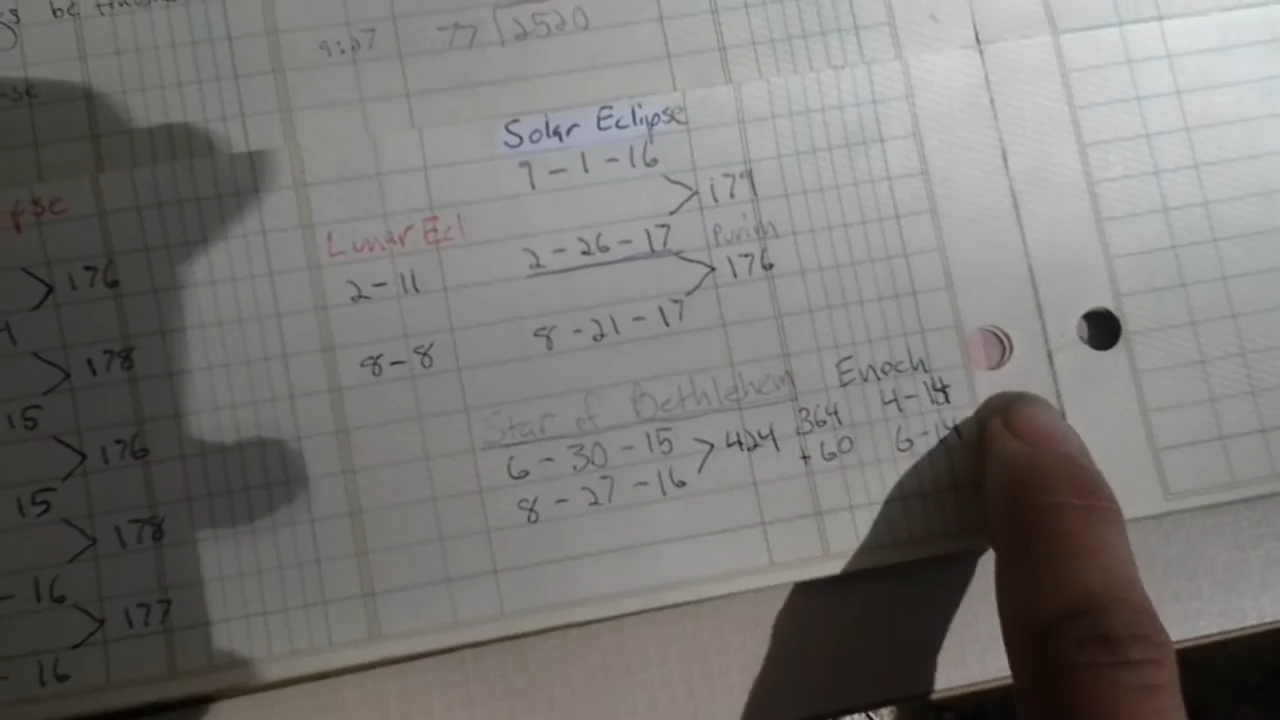 be
9:27 77 2520
Solar Eclipse
9-1-16
> 179
Lunar Ecl
2-26-17 Purim
2-11 > 176
> 176
8-21-17
8-8
> 178
Enoch
Star of Bethlehem
364 4-14
6-30-15 > 424
+60 6-14
8-27-16
15
> 176
15
> 178
- 16
> 177
- 16